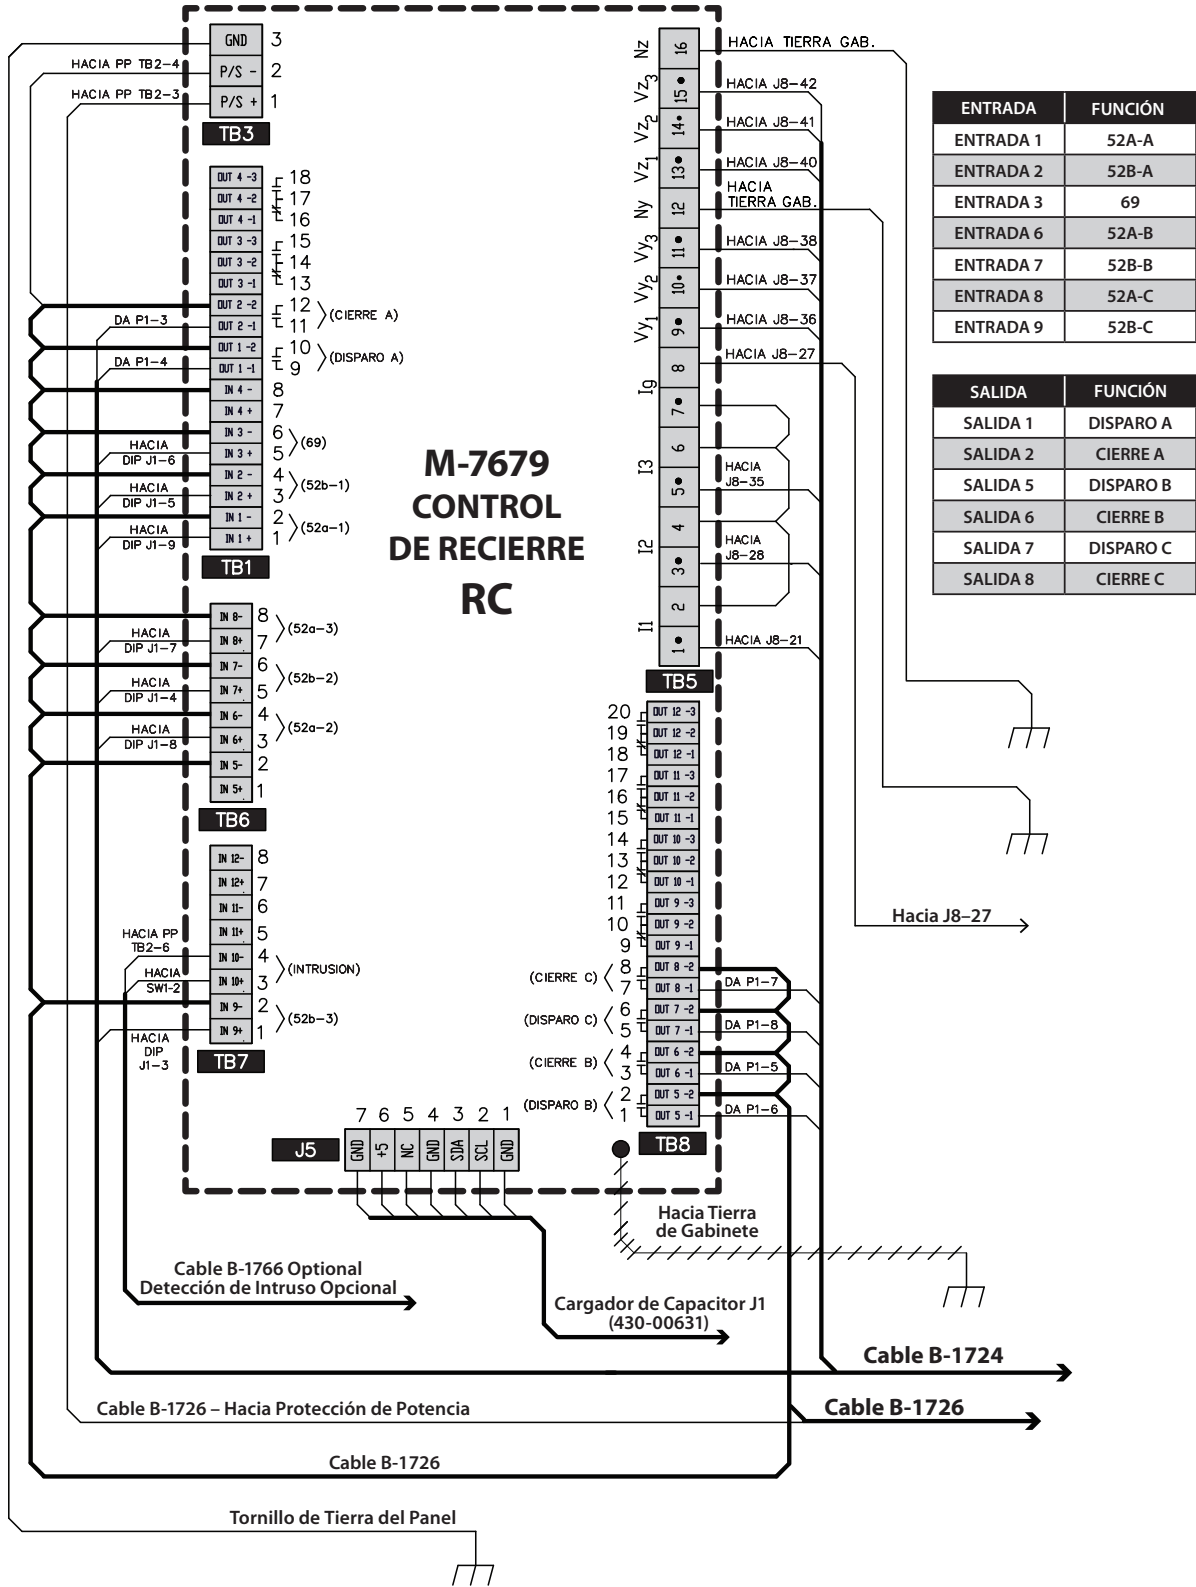 GND 3
HACIA PP TB2-4
P/S - 2
HACIA PP TB2-3
P/S + 1
TB3
OUT 4 -3 18
OUT 4 -2 17
OUT 4 -1 16
OUT 3 -3 15
OUT 3 -2 14
OUT 3 -1 13
OUT 2 -2 12
(CIERRE A)
DA P1-3
OUT 2 -1 11
OUT 1 -2 10
(DISPARO A)
DA P1-4
OUT 1 -1 9
IN 4 - 8
IN 4 + 7
IN 3 - 6
(69)
HACIA
DIP J1-6
IN 3 + 5
IN 2 - 4
(52b-1)
HACIA
DIP J1-5
IN 2 + 3
IN 1 - 2
(52a-1)
HACIA
DIP J1-9
IN 1 + 1
TB1
IN 8- 8
(52a-3)
HACIA
DIP J1-7
IN 8+ 7
IN 7- 6
(52b-2)
HACIA
DIP J1-4
IN 7+ 5
IN 6- 4
(52a-2)
HACIA
DIP J1-8
IN 6+ 3
IN 5- 2
IN 5+ 1
TB6
IN 12- 8
IN 12+ 7
IN 11- 6
IN 11+ 5
HACIA PP
TB2-6
IN 10- 4
(INTRUSION)
HACIA
SW1-2
IN 10+ 3
IN 9- 2
(52b-3)
IN 9+ 1
HACIA
DIP
J1-3
TB7
M-7679
CONTROL
DE RECIERRE
RC
Nz 16 HACIA TIERRA GAB.
Vz3 15 HACIA J8-42
Vz2 14 HACIA J8-41
Vz1 13 HACIA J8-40
Ny 12 HACIA
TIERRA GAB.
Vy3 11 HACIA J8-38
Vy2 10 HACIA J8-37
Vy1 9 HACIA J8-36
8 HACIA J8-27
Ig
7
6
I3
5 HACIA
J8-35
4
I2
3 HACIA
J8-28
2
I1
1 HACIA J8-21
TB5
20 OUT 12 -3
19 OUT 12 -2
18 OUT 12 -1
17 OUT 11 -3
16 OUT 11 -2
15 OUT 11 -1
14 OUT 10 -3
13 OUT 10 -2
12 OUT 10 -1
11 OUT 9 -3
10 OUT 9 -2
9 OUT 9 -1
8 OUT 8 -2
(CIERRE C)
7 OUT 8 -1 DA P1-7
6 OUT 7 -2
(DISPARO C)
5 OUT 7 -1 DA P1-8
4 OUT 6 -2
(CIERRE B)
3 OUT 6 -1 DA P1-5
2 OUT 5 -2
(DISPARO B)
1 OUT 5 -1 DA P1-6
TB8
ENTRADA FUNCIÓN
ENTRADA 1 52A-A
ENTRADA 2 52B-A
ENTRADA 3 69
ENTRADA 6 52A-B
ENTRADA 7 52B-B
ENTRADA 8 52A-C
ENTRADA 9 52B-C
SALIDA FUNCIÓN
SALIDA 1 DISPARO A
SALIDA 2 CIERRE A
SALIDA 5 DISPARO B
SALIDA 6 CIERRE B
SALIDA 7 DISPARO C
SALIDA 8 CIERRE C
Hacia J8–27
7 6 5 4 3 2 1
J5 GND +5 NC GND SDA SCL GND
Hacia Tierra
de Gabinete
Cable B-1766 Optional
Detección de Intruso Opcional
Cargador de Capacitor J1
(430-00631)
Cable B-1724
Cable B-1726 – Hacia Protección de Potencia
Cable B-1726
Cable B-1726
Tornillo de Tierra del Panel